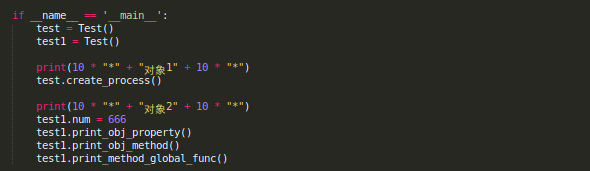 if __name__ == '__main__':
    test = Test()
    test1 = Test()

    print(10 * "*" + "对象1" + 10 * "*")
    test.create_process()

    print(10 * "*" + "对象2" + 10 * "*")
    test1.num = 666
    test1.print_obj_property()
    test1.print_obj_method()
    test1.print_method_global_func()